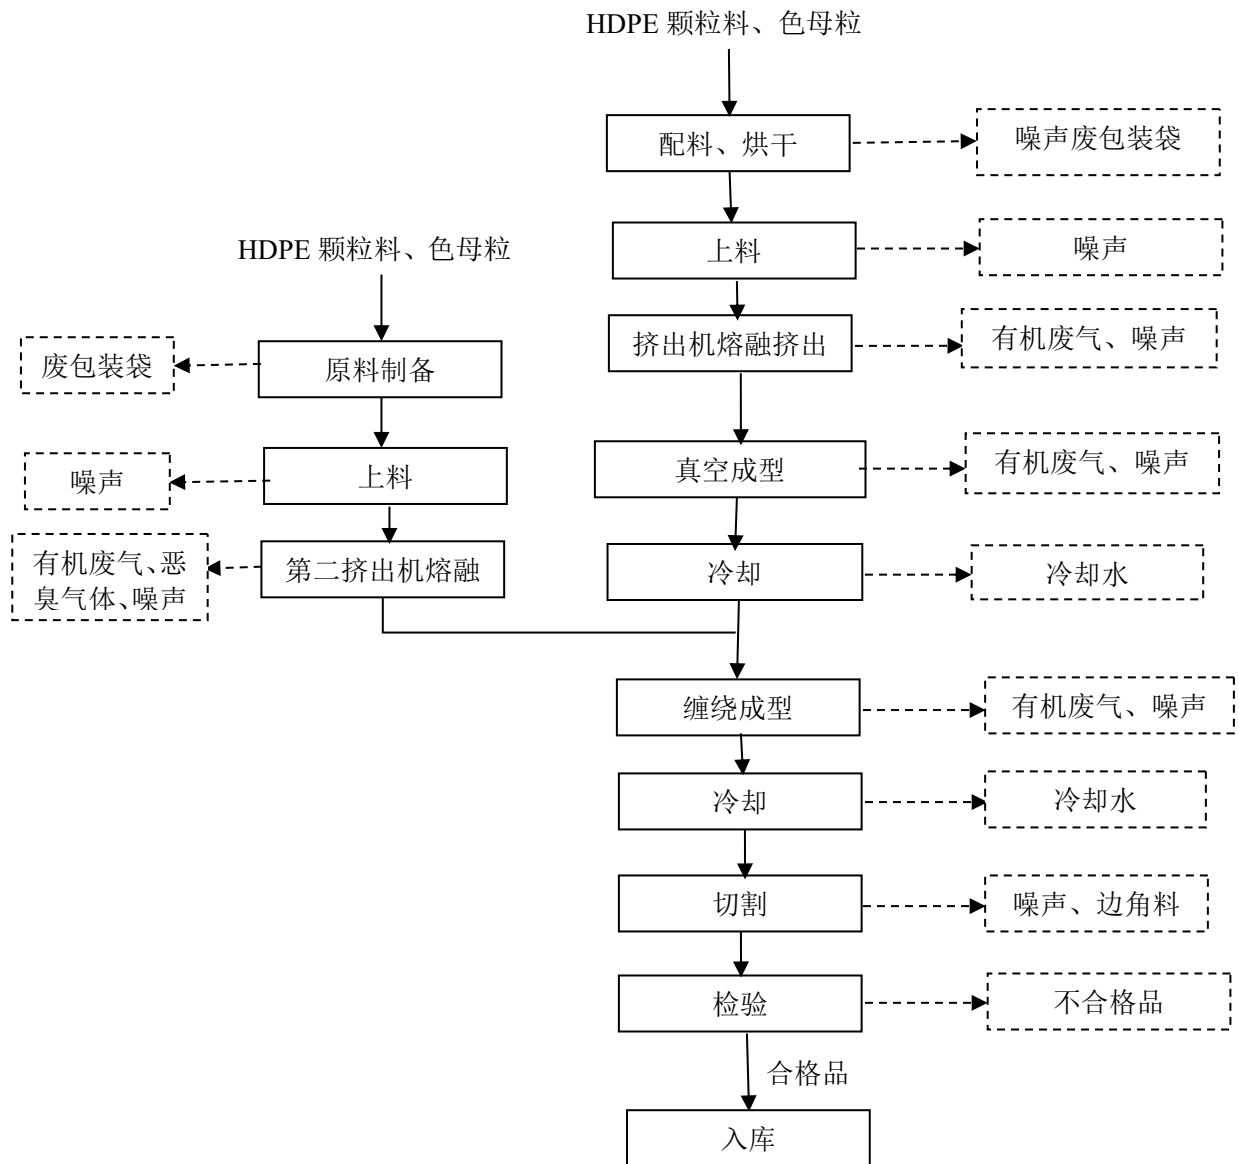 HDPE 颗粒料、色母粒
配料、烘干
噪声废包装袋
上料
噪声
HDPE 颗粒料、色母粒
挤出机熔融挤出
有机废气、噪声
废包装袋
原料制备
真空成型
有机废气、噪声
噪声
上料
有机废气、恶
臭气体、噪声
第二挤出机熔融
冷却
冷却水
缠绕成型
有机废气、噪声
冷却
冷却水
切割
噪声、边角料
检验
不合格品
合格品
入库